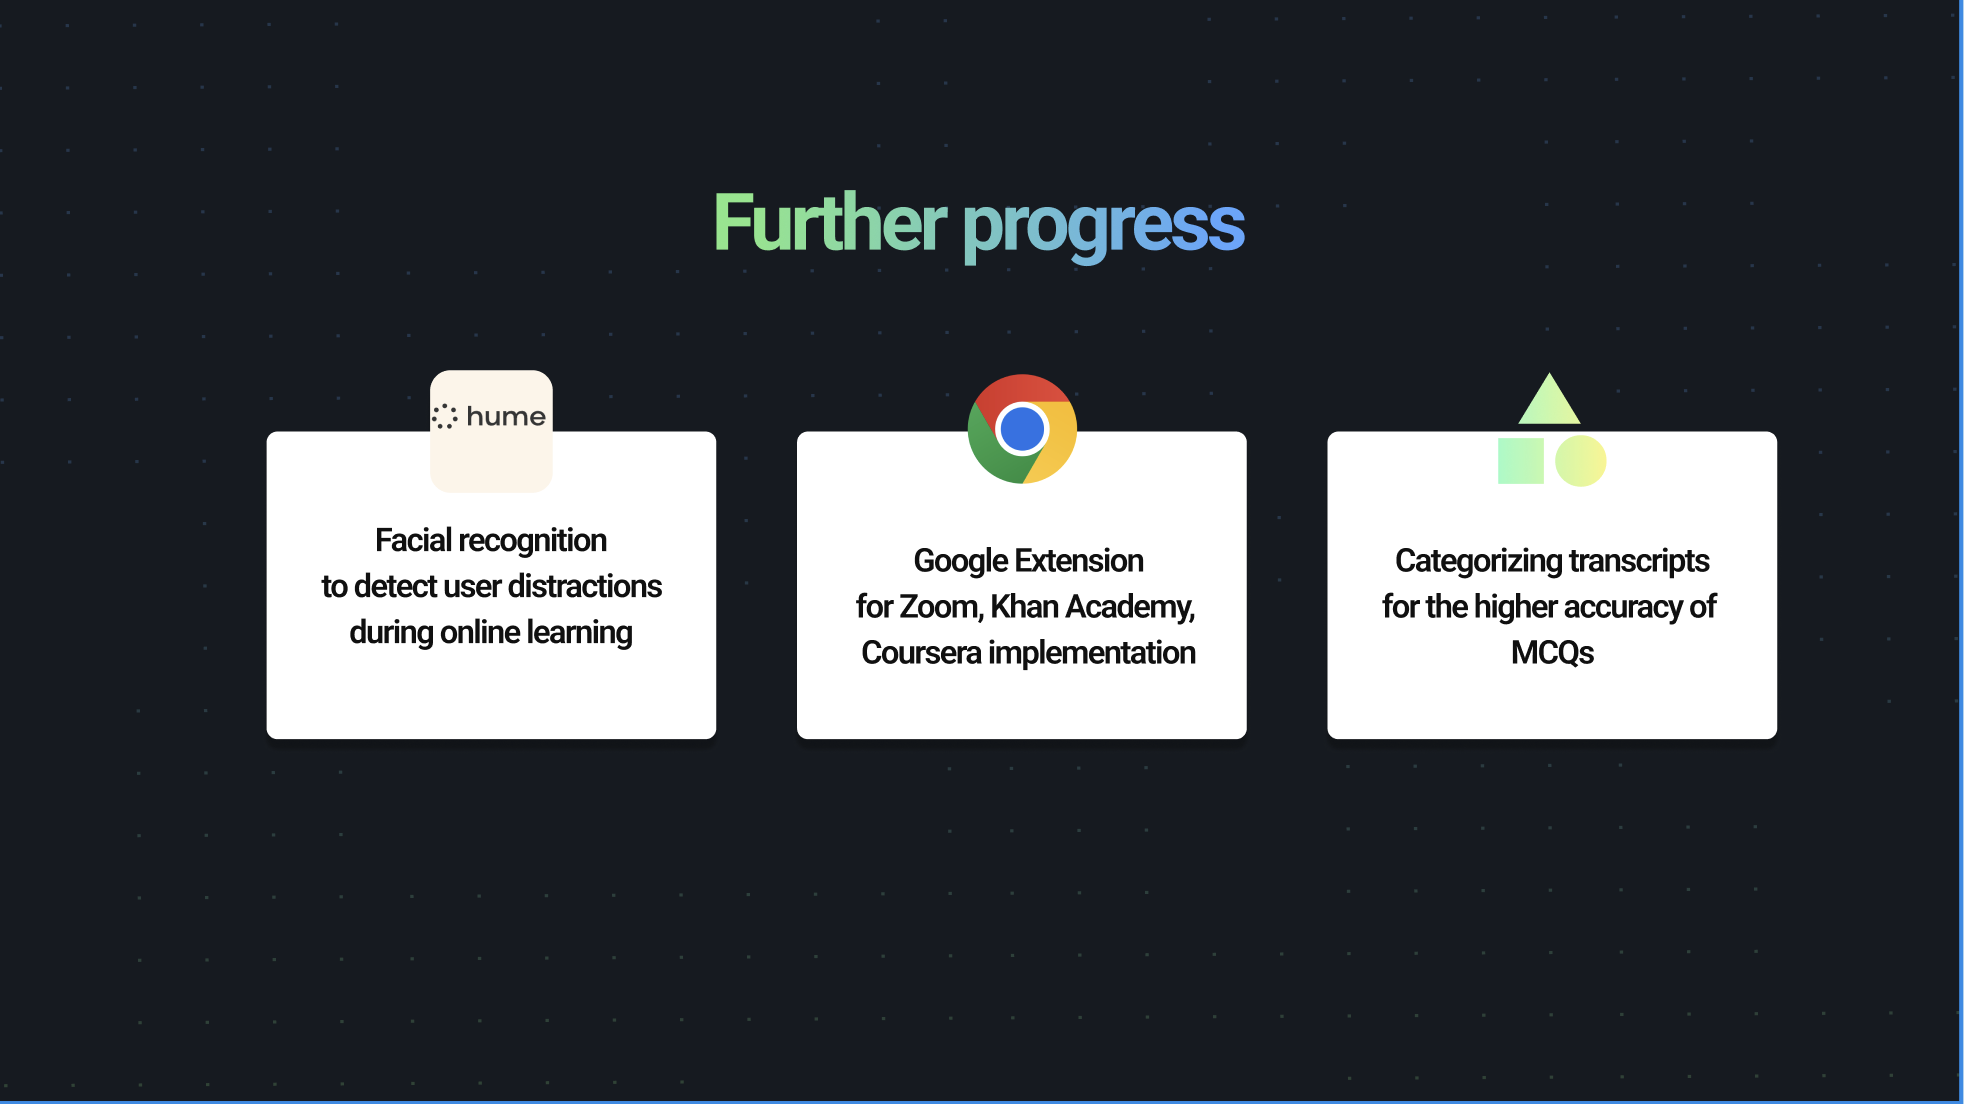 Further progress
hume
Facial recognition
to detect user distractions
during online learning
Google Extension
for Zoom, Khan Academy,
Coursera implementation
Categorizing transcripts
for the higher accuracy of
MCQs